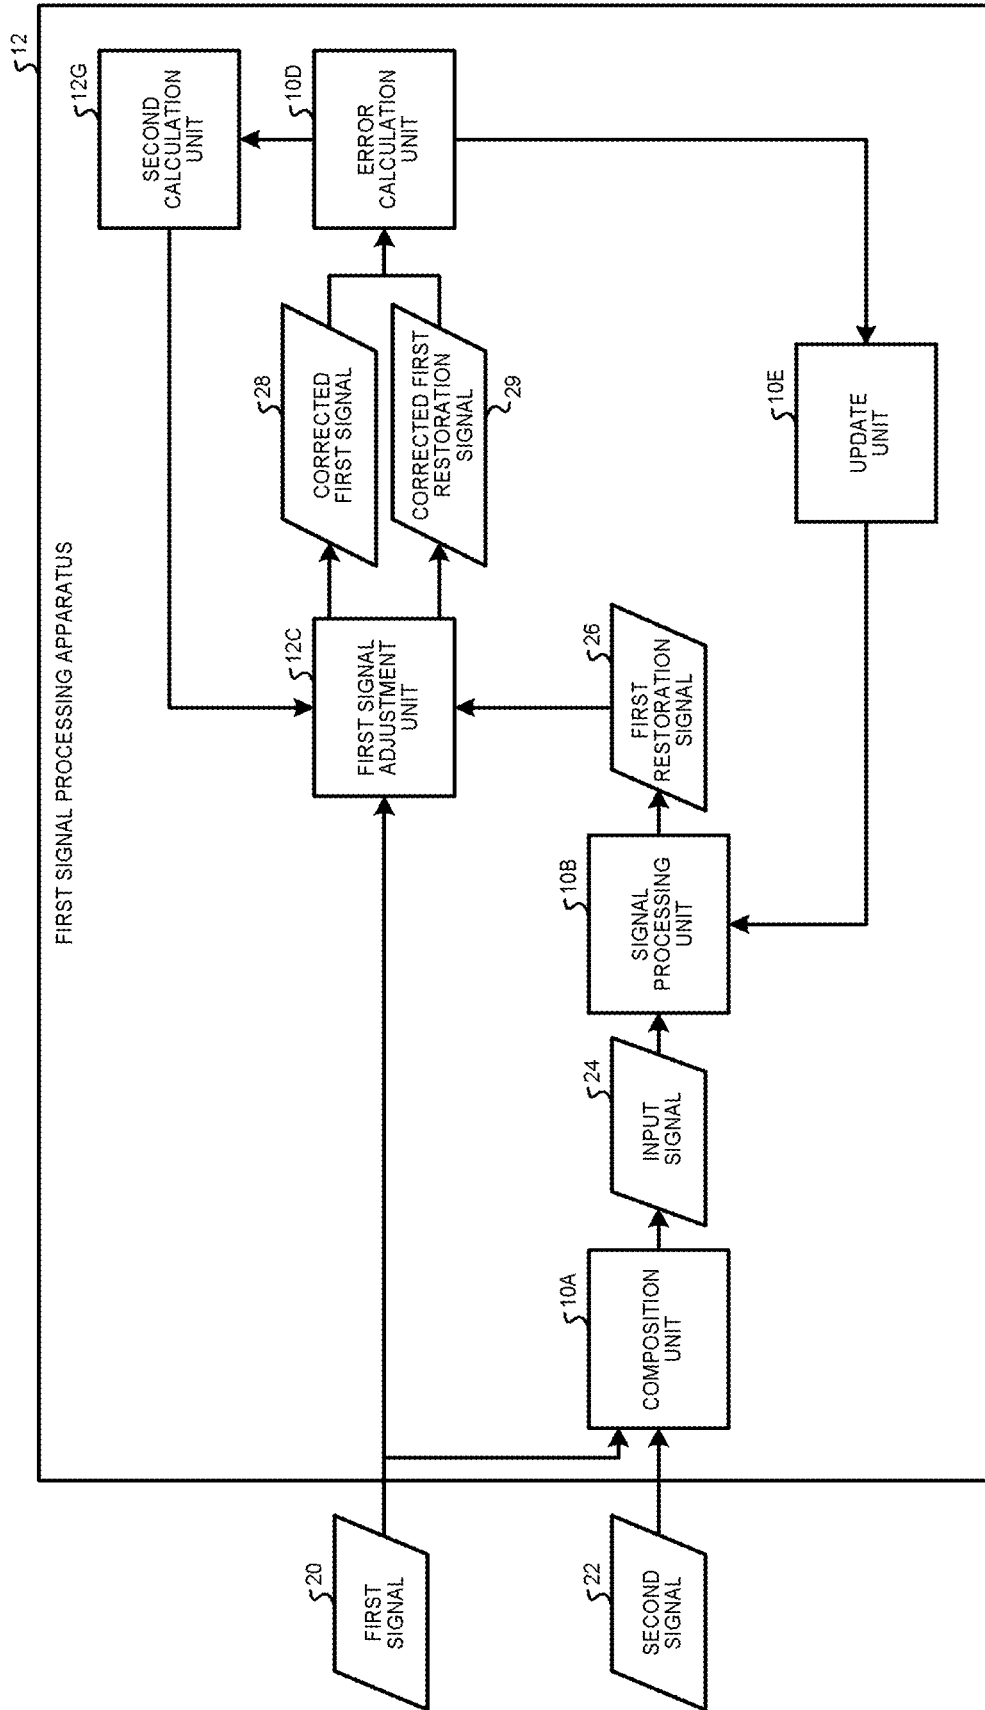 12
FIRST SIGNAL PROCESSING APPARATUS
20
FIRST
SIGNAL
22
SECOND
SIGNAL
10A
COMPOSITION
UNIT
24
INPUT
SIGNAL
10B
SIGNAL
PROCESSING
UNIT
26
FIRST
RESTORATION
SIGNAL
12C
FIRST SIGNAL
ADJUSTMENT
UNIT
28
CORRECTED
FIRST SIGNAL
CORRECTED FIRST
RESTORATION
SIGNAL
29
12G
SECOND
CALCULATION
UNIT
10D
ERROR
CALCULATION
UNIT
10E
UPDATE
UNIT